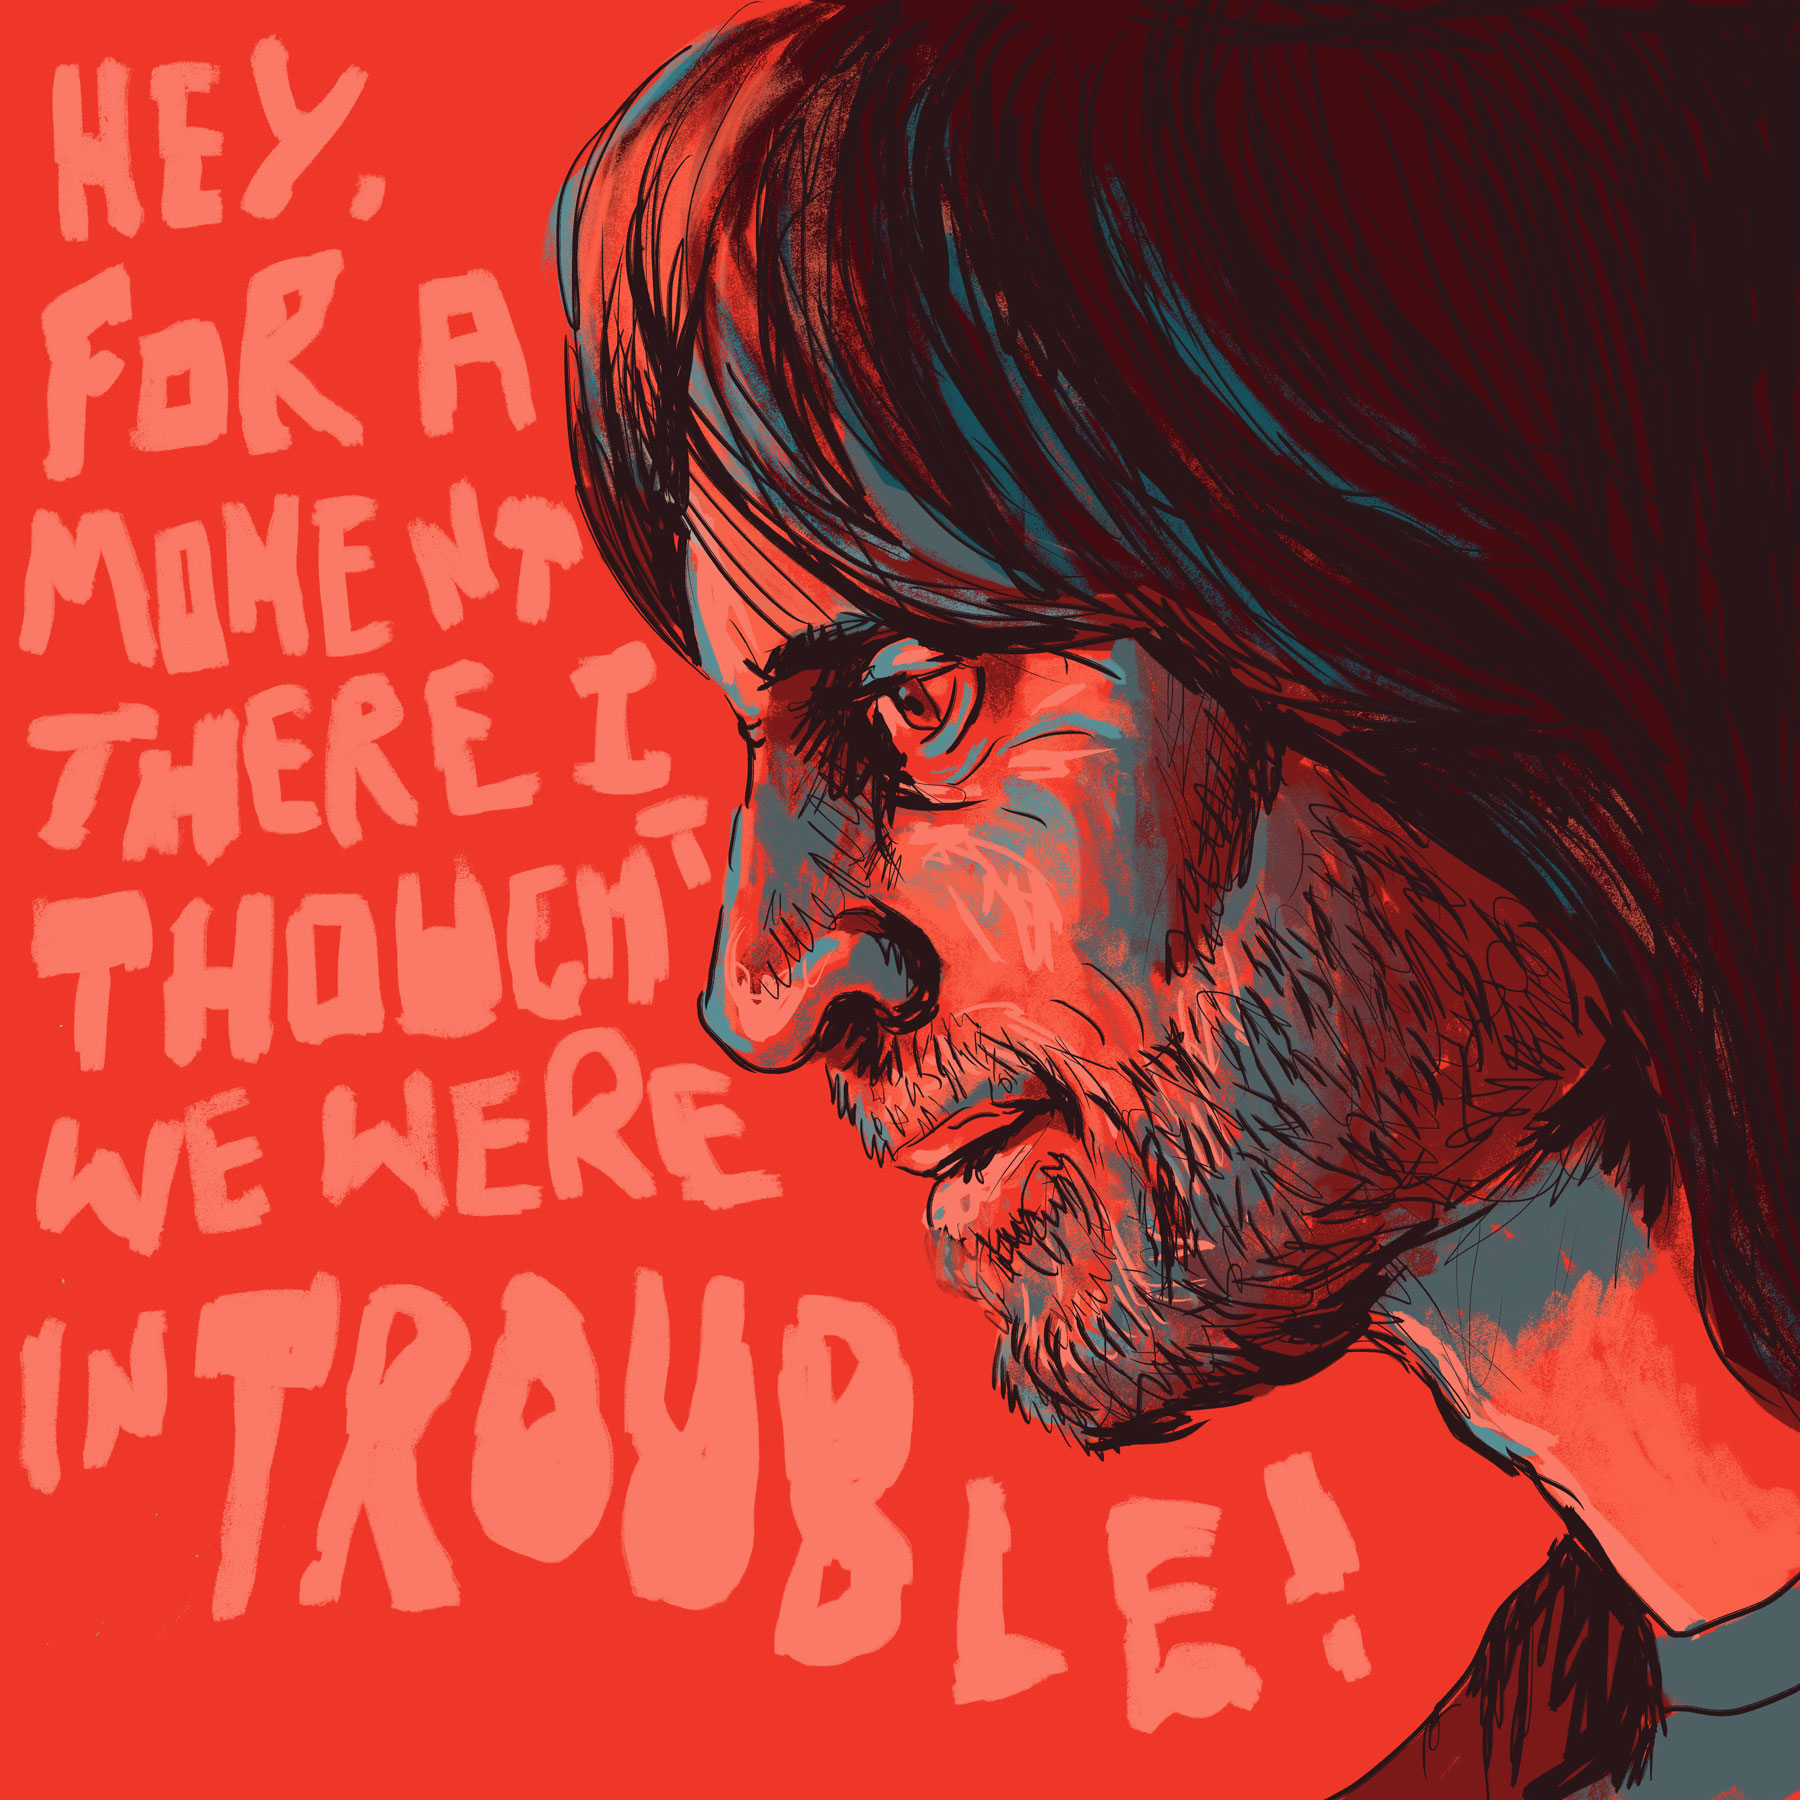 HEY,
FOR A
MOMENT
THERE I
THOUGHT
WE WERE
IN TROUBLE!